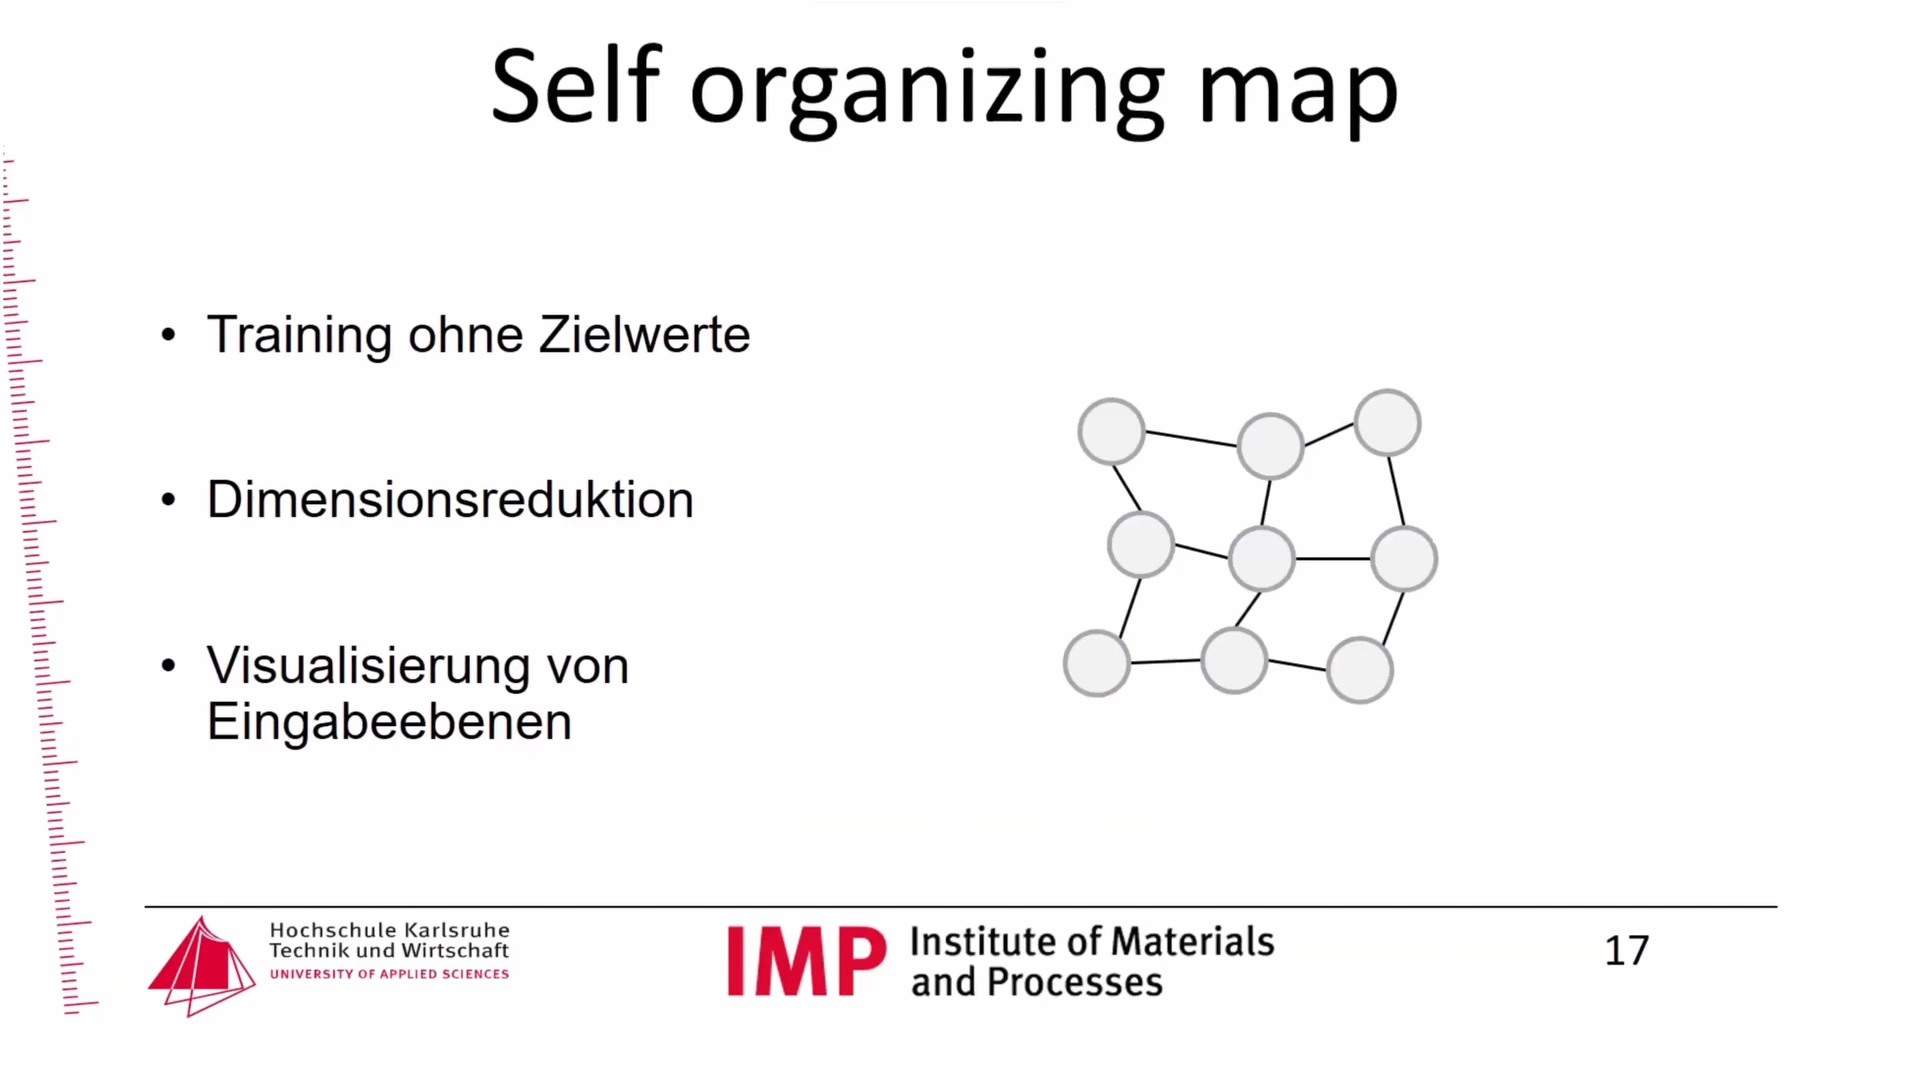 Self organizing map
• Training ohne Zielwerte
• Dimensionsreduktion
• Visualisierung von
Eingabeebenen
Hochschule Karlsruhe
Technik und Wirtschaft
UNIVERSITY OF APPLIED SCIENCES
IMP
Institute of Materials
and Processes
17